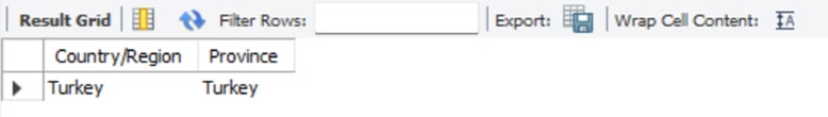 Result Grid Filter Rows: Export: Wrap Cell Content:
Country/Region Province
Turkey Turkey